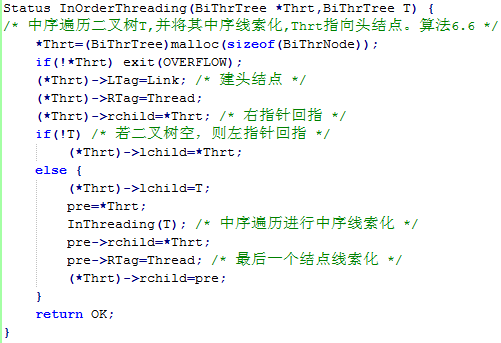 Status InOrderThreading(BiThrTree *Thrt,BiThrTree T) {
/* 中序遍历二叉树T,并将其中序线索化,Thrt指向头结点。算法6.6 */
*Thrt=(BiThrTree)malloc(sizeof(BiThrNode));
if(!*Thrt) exit(OVERFLOW);
(*Thrt)->LTag=Link; /* 建头结点 */
(*Thrt)->RTag=Thread;
(*Thrt)->rchild=*Thrt; /* 右指针回指 */
if(!T) /* 若二叉树空，则左指针回指 */
(*Thrt)->lchild=*Thrt;
else {
(*Thrt)->lchild=T;
pre=*Thrt;
InThreading(T); /* 中序遍历进行中序线索化 */
pre->rchild=*Thrt;
pre->RTag=Thread; /* 最后一个结点线索化 */
(*Thrt)->rchild=pre;
}
return OK;
}